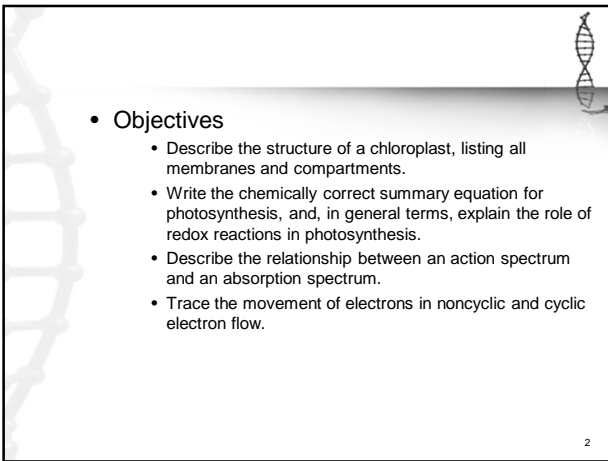 • Objectives
• Describe the structure of a chloroplast, listing all
membranes and compartments.
• Write the chemically correct summary equation for
photosynthesis, and, in general terms, explain the role of
redox reactions in photosynthesis.
• Describe the relationship between an action spectrum
and an absorption spectrum.
• Trace the movement of electrons in noncyclic and cyclic
electron flow.
2